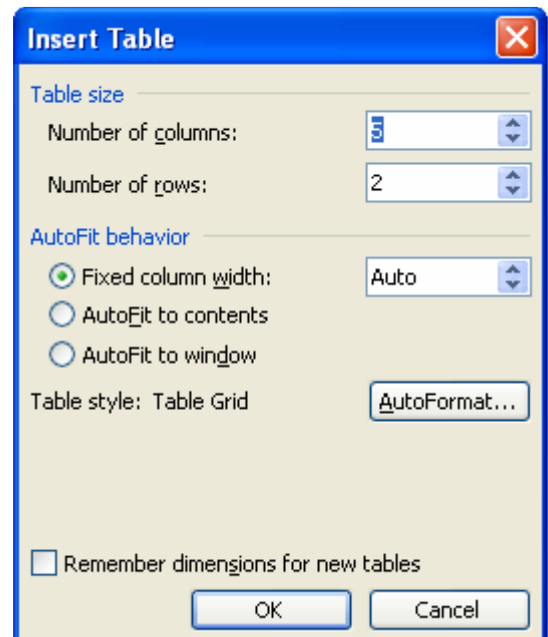 Insert Table
Table size
Number of columns: 5
Number of rows: 2
AutoFit behavior
Fixed column width: Auto
AutoFit to contents
AutoFit to window
Table style: Table Grid AutoFormat...
Remember dimensions for new tables
OK Cancel